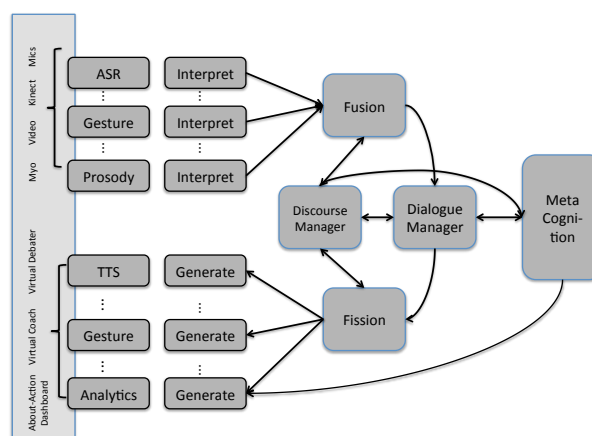 Mics
Kinect
Video
Myo
ASR
Interpret
⋮
⋮
Gesture
Interpret
⋮
⋮
Prosody
Interpret
Fusion
Discourse
Manager
Dialogue
Manager
Meta
Cogni-
tion
Virtual Debater
Virtual Coach
About-Action
Dashboard
TTS
Generate
⋮
...
Gesture
Generate
⋮
...
Analytics
Generate
Fission